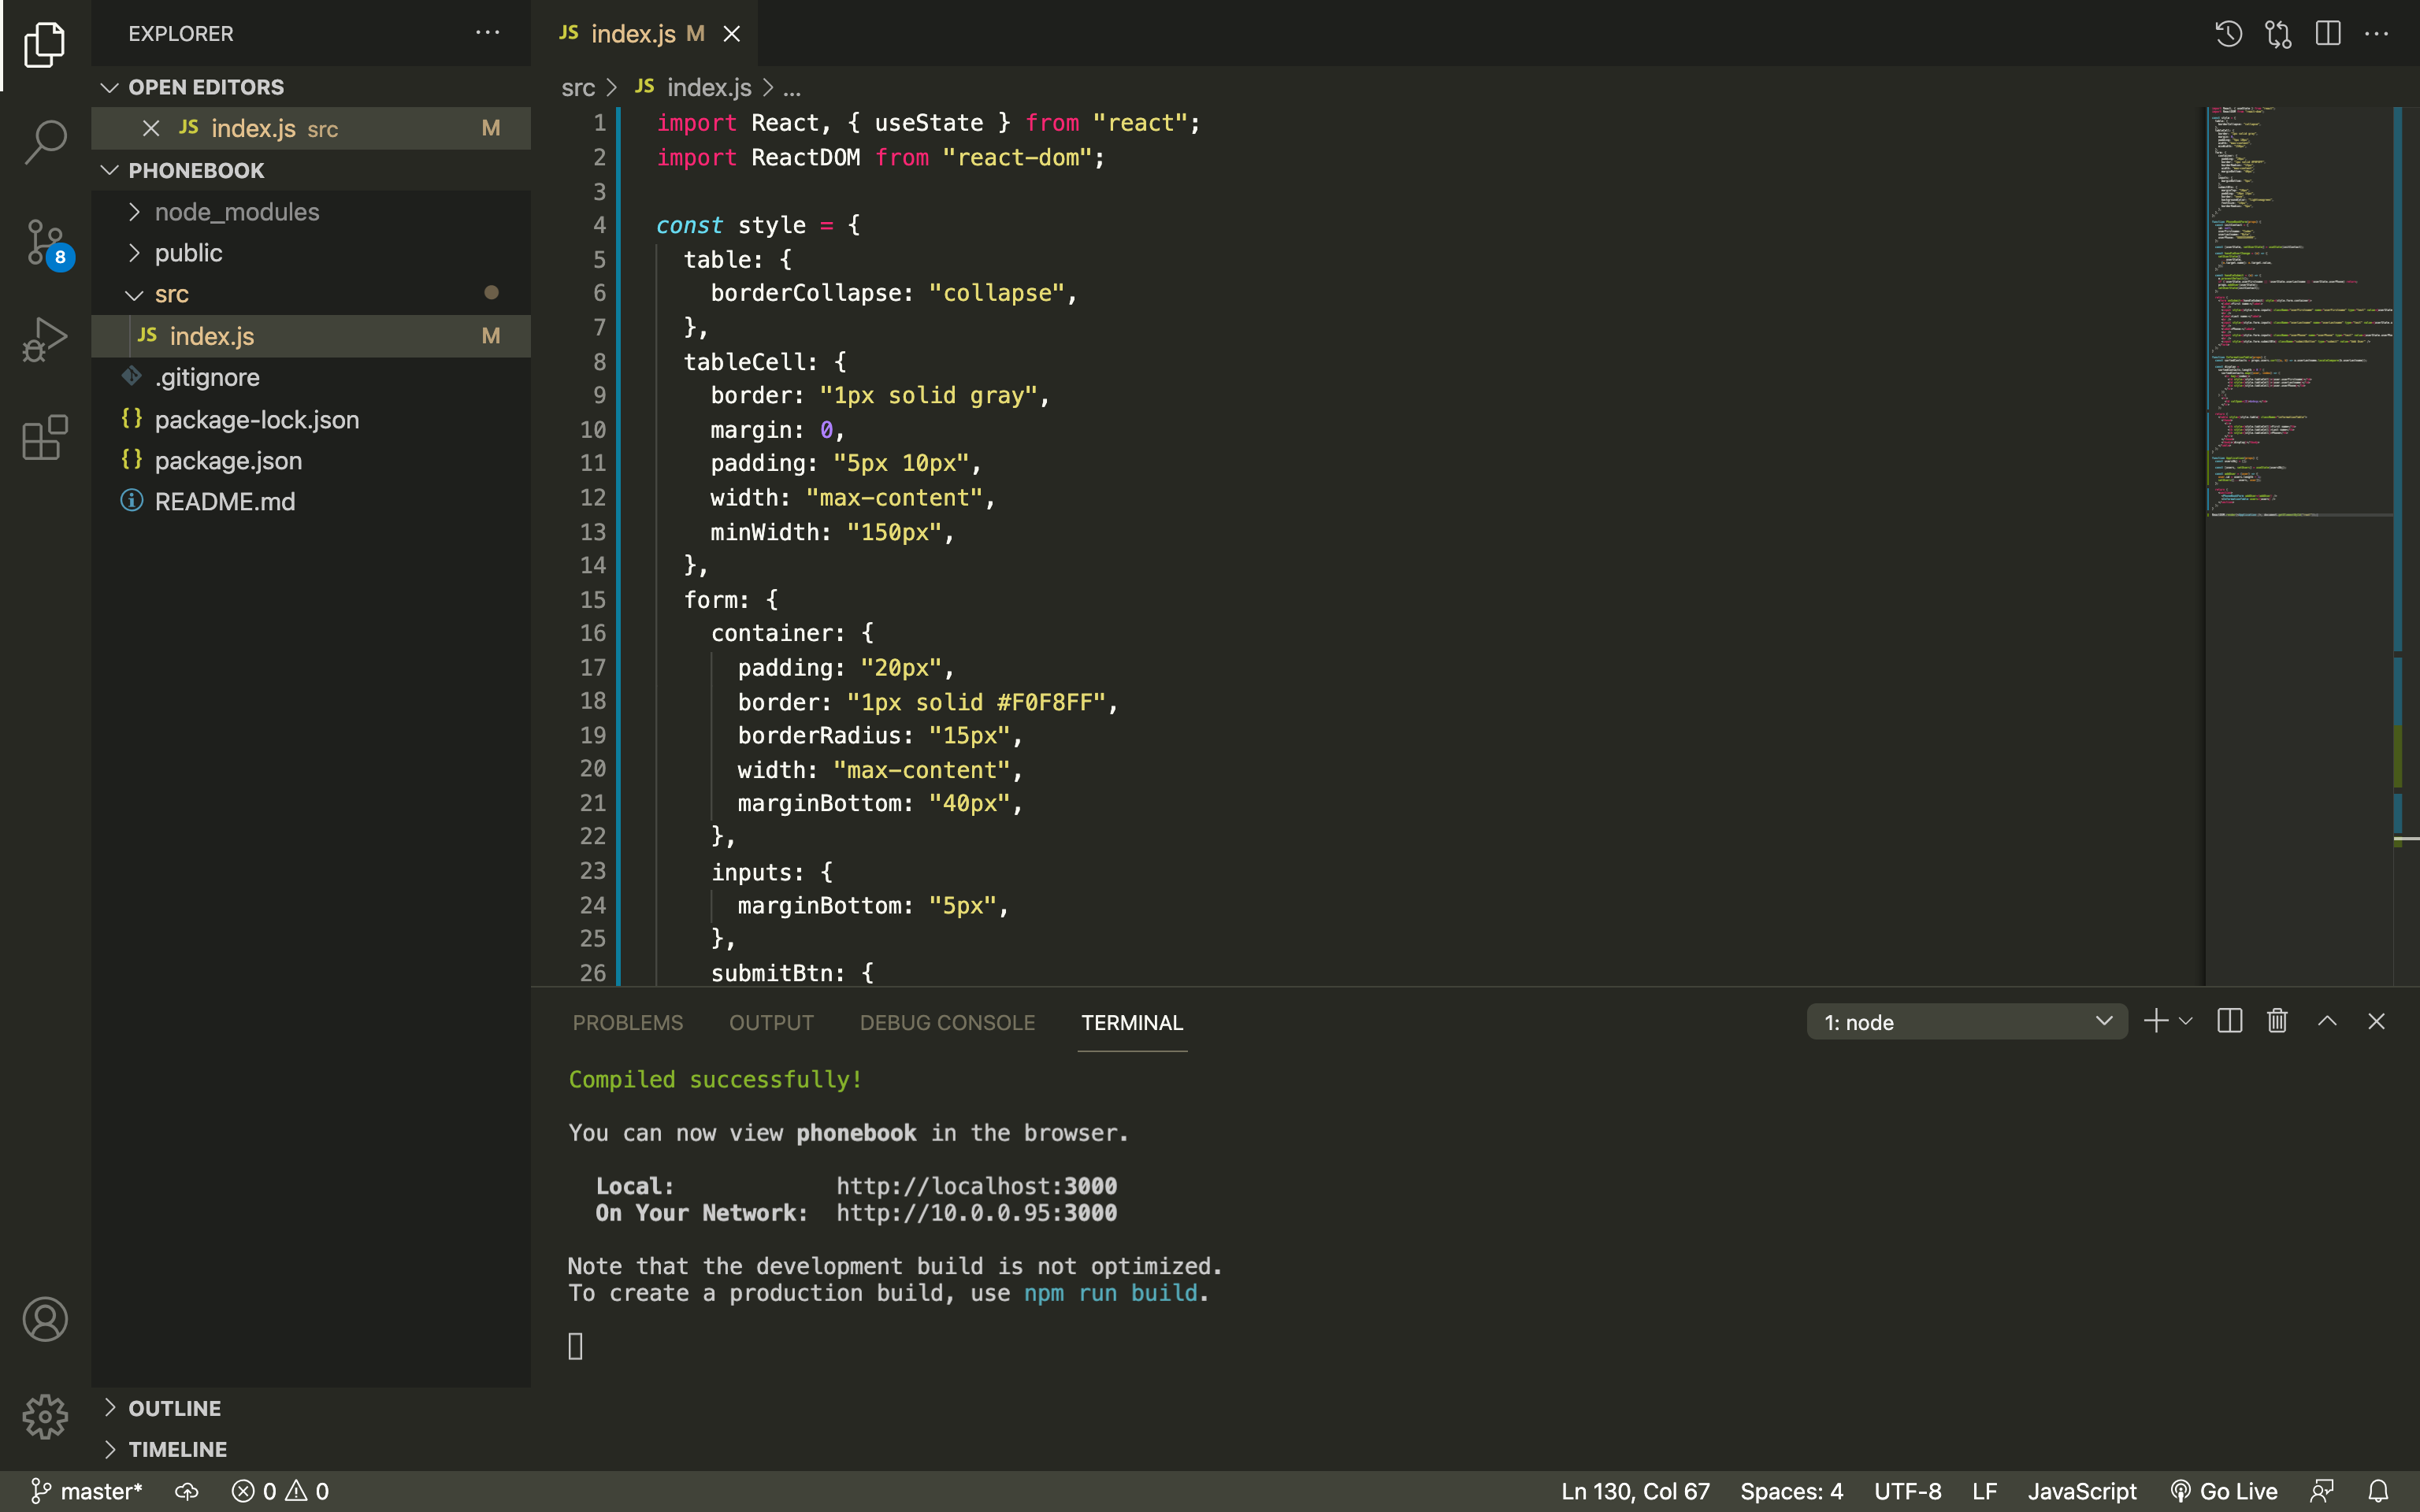 EXPLORER
OPEN EDITORS
JS index.js src M
PHONEBOOK
node_modules
public
src
JS index.js M
.gitignore
{} package-lock.json
{} package.json
README.md
OUTLINE
TIMELINE
8
JS index.js M
src > JS index.js > ...
1 import React, { useState } from "react";
2 import ReactDOM from "react-dom";
3
4 const style = {
5 table: {
6 borderCollapse: "collapse",
7 },
8 tableCell: {
9 border: "1px solid gray",
10 margin: 0,
11 padding: "5px 10px",
12 width: "max-content",
13 minWidth: "150px",
14 },
15 form: {
16 container: {
17 padding: "20px",
18 border: "1px solid #F0F8FF",
19 borderRadius: "15px",
20 width: "max-content",
21 marginBottom: "40px",
22 },
23 inputs: {
24 marginBottom: "5px",
25 },
26 submitBtn: {
PROBLEMS OUTPUT DEBUG CONSOLE TERMINAL 1: node
Compiled successfully!
You can now view phonebook in the browser.
Local: http://localhost:3000
On Your Network: http://10.0.0.95:3000
Note that the development build is not optimized.
To create a production build, use npm run build.
master* 0 0 Ln 130, Col 67 Spaces: 4 UTF-8 LF JavaScript Go Live